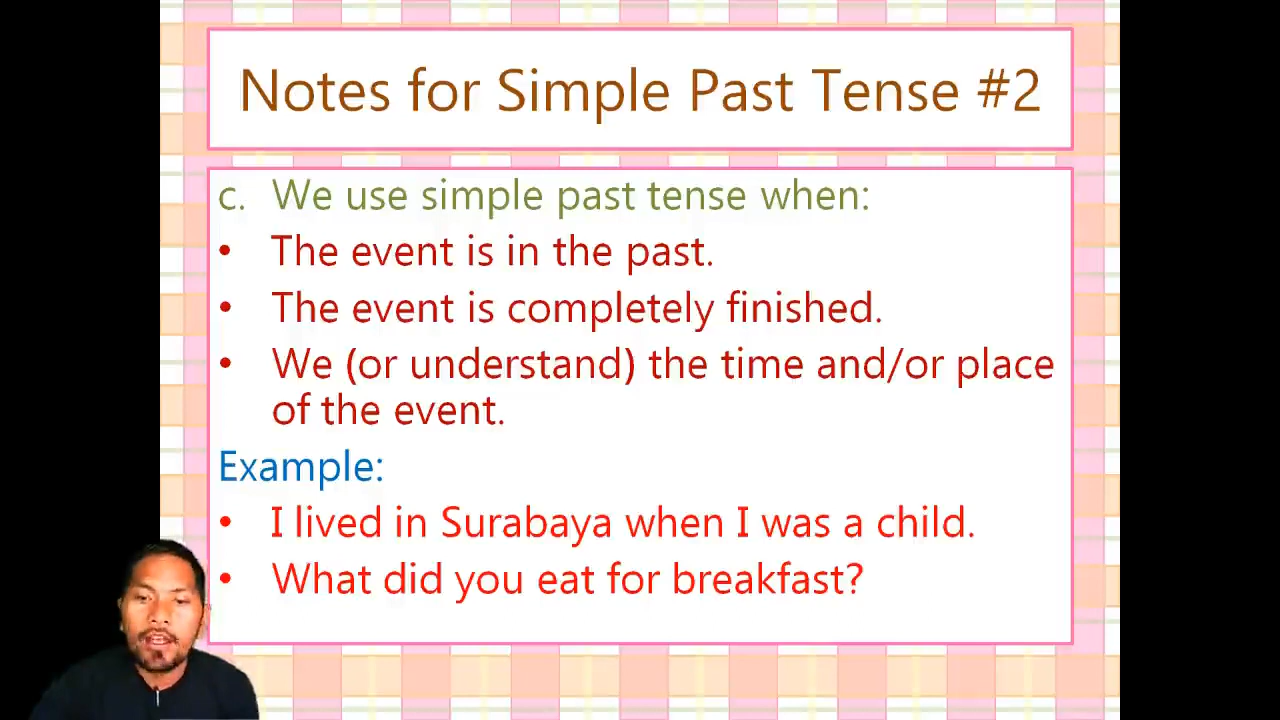 Notes for Simple Past Tense #2
c. We use simple past tense when:
• The event is in the past.
• The event is completely finished.
• We (or understand) the time and/or place
of the event.
Example:
• I lived in Surabaya when I was a child.
• What did you eat for breakfast?